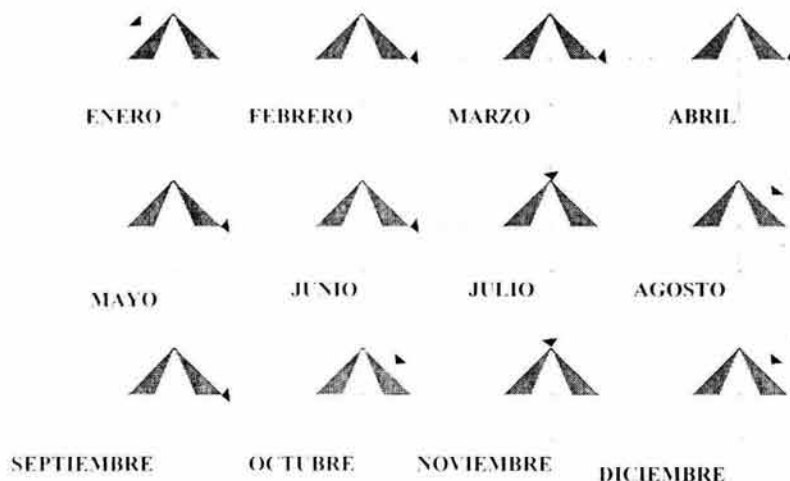 ENERO FEBRERO MARZO ABRIL
MAYO JUNIO JULIO AGOSTO
SEPTIEMBRE OCTUBRE NOVIEMBRE DICIEMBRE